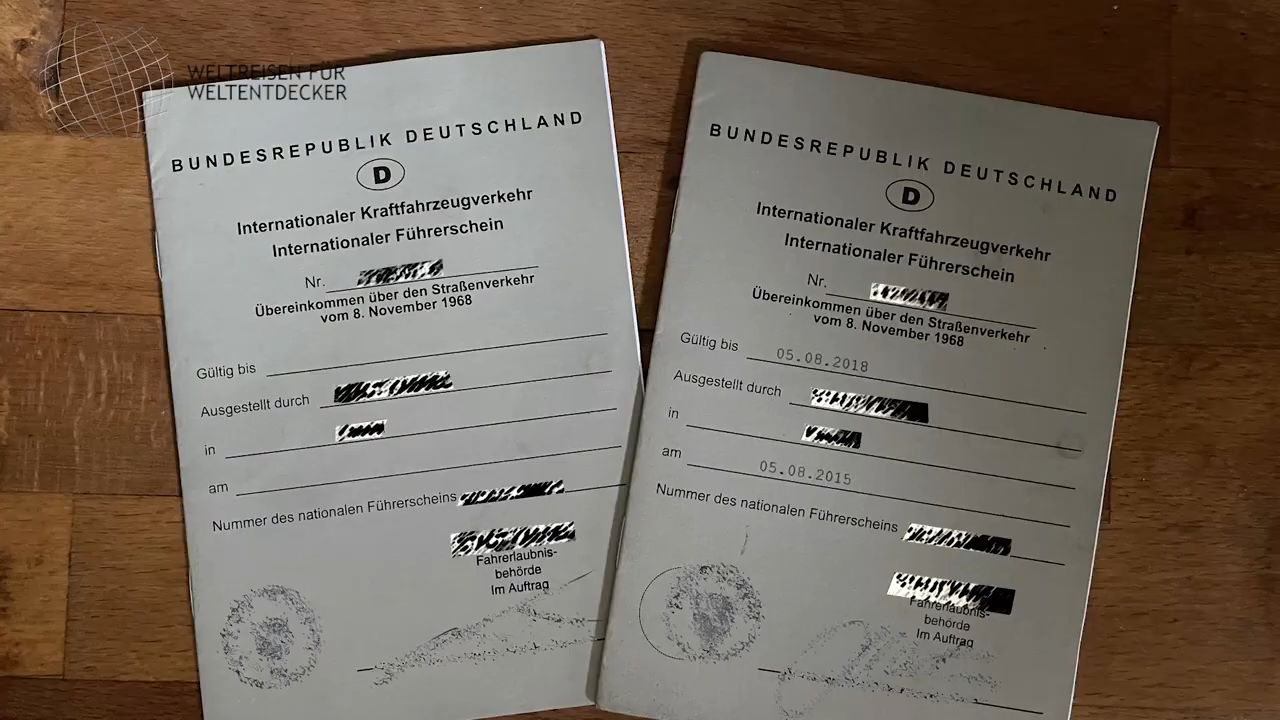 WELTREISEN FÜR
WELTENTDECKER
BUNDESREPUBLIK DEUTSCHLAND
D
Internationaler Kraftfahrzeugverkehr
Internationaler Führerschein
Nr.
Übereinkommen über den Straßenverkehr
vom 8. November 1968
Gültig bis
Ausgestellt durch
in
am
Nummer des nationalen Führerscheins
Fahrerlaubnis-
behörde
Im Auftrag
BUNDESREPUBLIK DEUTSCHLAND
D
Internationaler Kraftfahrzeugverkehr
Internationaler Führerschein
Nr.
Übereinkommen über den Straßenverkehr
vom 8. November 1968
Gültig bis 05.08.2018
Ausgestellt durch
in
am 05.08.2015
Nummer des nationalen Führerscheins
Fahrerlaubnis-
behörde
Im Auftrag